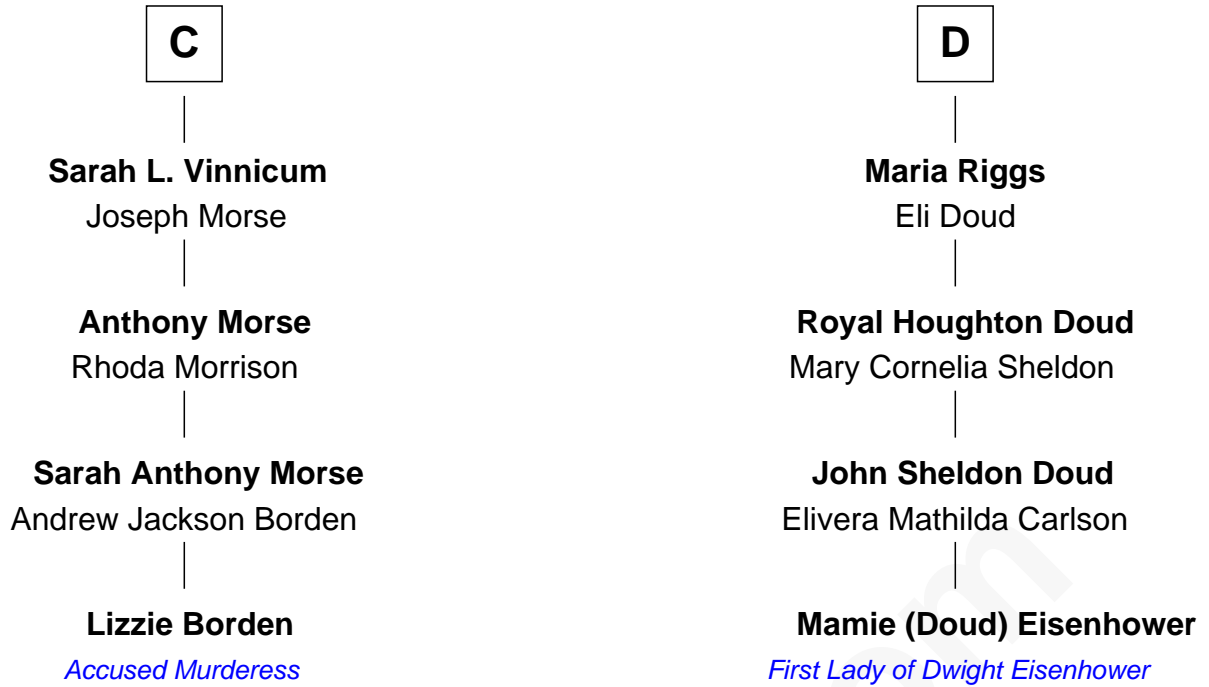 C
Sarah L. Vinnicum
Joseph Morse
Anthony Morse
Rhoda Morrison
Sarah Anthony Morse
Andrew Jackson Borden
Lizzie Borden
Accused Murderess
D
Maria Riggs
Eli Doud
Royal Houghton Doud
Mary Cornelia Sheldon
John Sheldon Doud
Elivera Mathilda Carlson
Mamie (Doud) Eisenhower
First Lady of Dwight Eisenhower